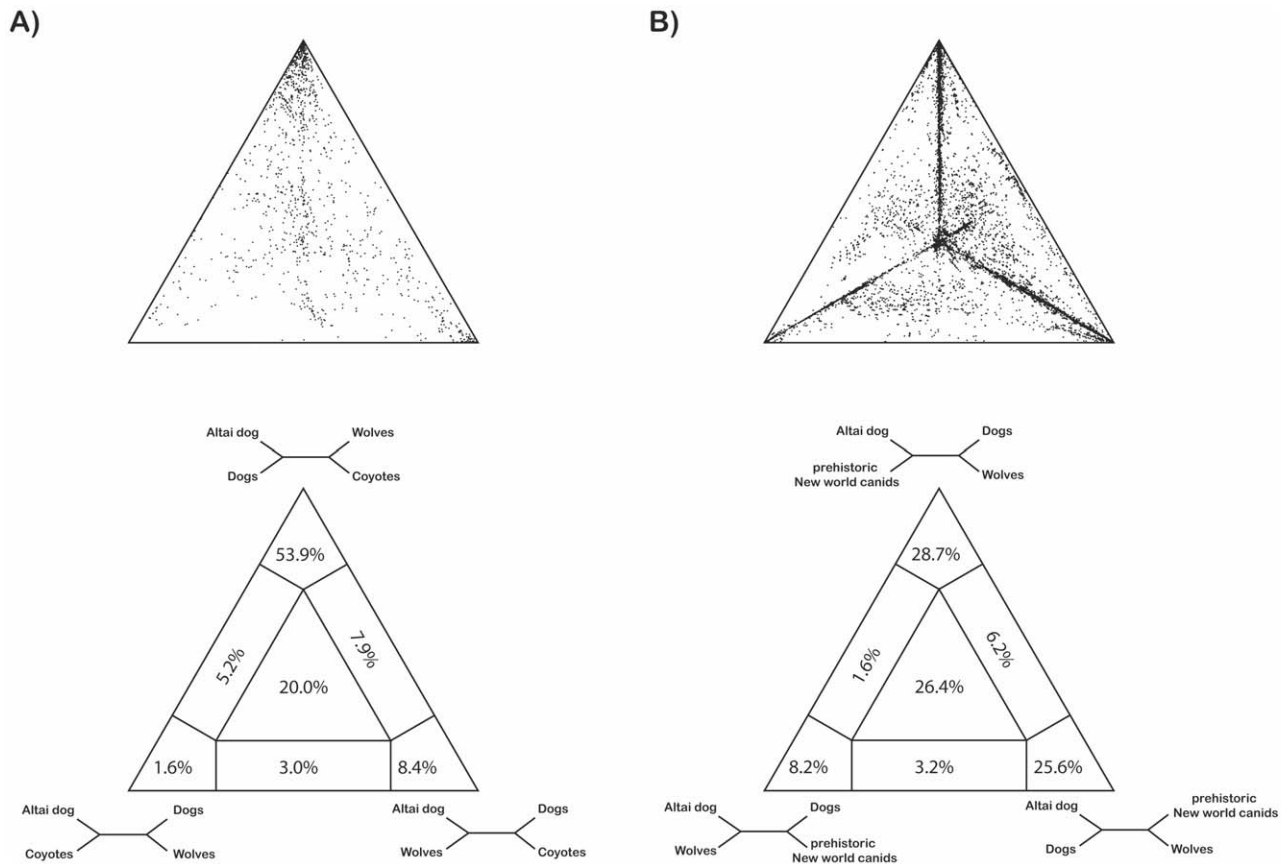 A)
B)
Altai dog
Wolves
Dogs
Coyotes
Altai dog
Dogs
prehistoric
New world canids
Wolves
53.9%
5.2%
7.9%
20.0%
1.6%
3.0%
8.4%
28.7%
1.6%
6.2%
26.4%
8.2%
3.2%
25.6%
Altai dog
Dogs
Coyotes
Wolves
Altai dog
Dogs
Wolves
Coyotes
Altai dog
Dogs
Wolves
prehistoric
New world canids
Altai dog
prehistoric
New world canids
Dogs
Wolves